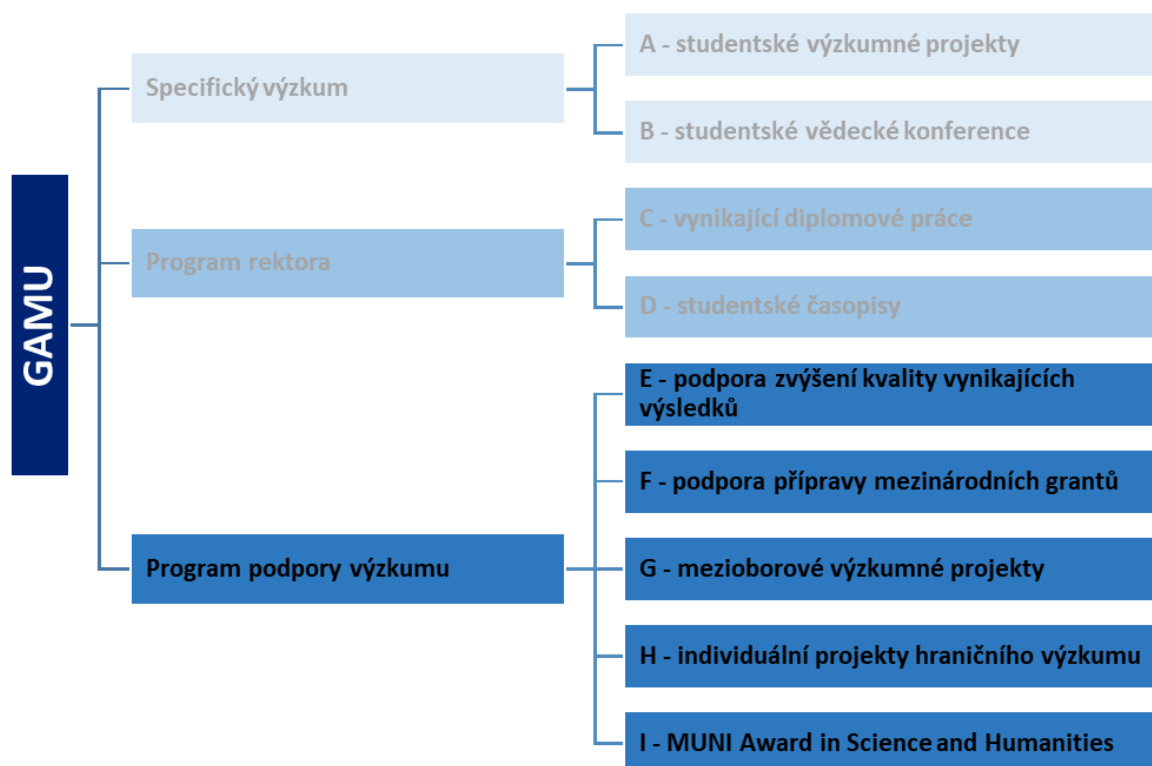 GAMU
Specifický výzkum
A - studentské výzkumné projekty
B - studentské vědecké konference
Program rektora
C - vynikající diplomové práce
D - studentské časopisy
Program podpory výzkumu
E - podpora zvýšení kvality vynikajících
výsledků
F - podpora přípravy mezinárodních grantů
G - mezioborové výzkumné projekty
H - individuální projekty hraničního výzkumu
I - MUNI Award in Science and Humanities